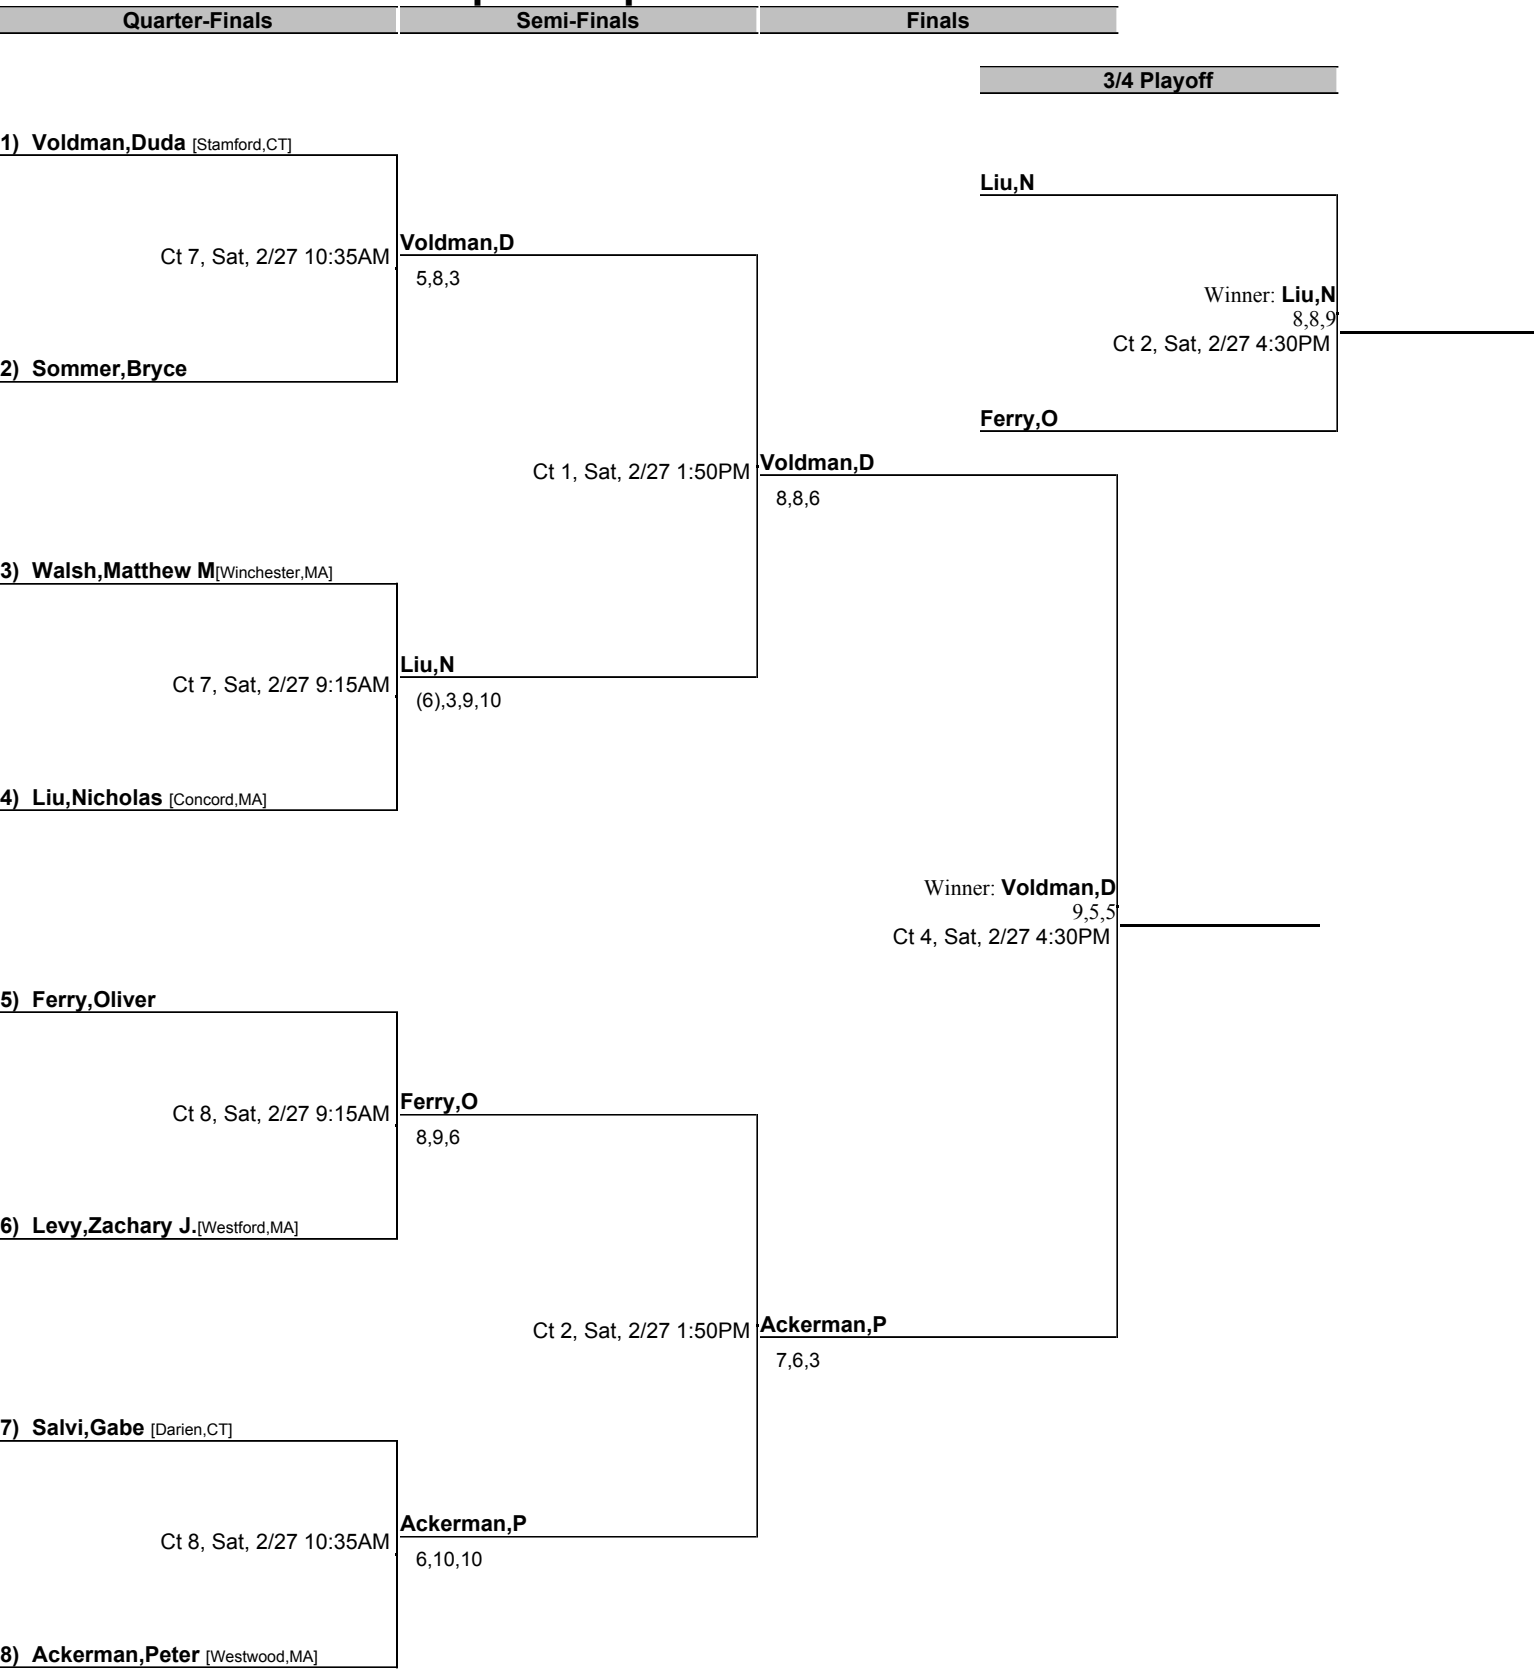 Quarter-Finals Semi-Finals Finals
3/4 Playoff
1) Voldman,Duda [Stamford,CT]
Liu,N
Voldman,D
Ct 7, Sat, 2/27 10:35AM
5,8,3
Winner: Liu,N
8,8,9
Ct 2, Sat, 2/27 4:30PM
2) Sommer,Bryce
Ferry,O
Voldman,D
Ct 1, Sat, 2/27 1:50PM
8,8,6
3) Walsh,Matthew M[Winchester,MA]
Liu,N
Ct 7, Sat, 2/27 9:15AM
(6),3,9,10
4) Liu,Nicholas [Concord,MA]
Winner: Voldman,D
9,5,5
Ct 4, Sat, 2/27 4:30PM
5) Ferry,Oliver
Ferry,O
Ct 8, Sat, 2/27 9:15AM
8,9,6
6) Levy,Zachary J.[Westford,MA]
Ackerman,P
Ct 2, Sat, 2/27 1:50PM
7,6,3
7) Salvi,Gabe [Darien,CT]
Ackerman,P
Ct 8, Sat, 2/27 10:35AM
6,10,10
8) Ackerman,Peter [Westwood,MA]